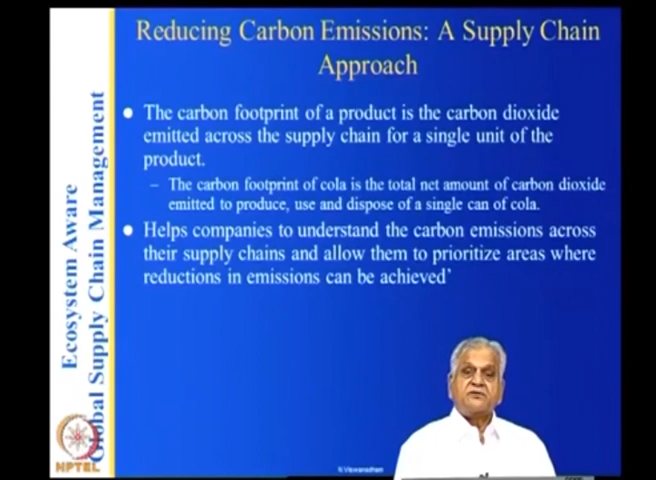 Reducing Carbon Emissions: A Supply Chain
Approach
● The carbon footprint of a product is the carbon dioxide
emitted across the supply chain for a single unit of the
product.
– The carbon footprint of cola is the total net amount of carbon dioxide
emitted to produce, use and dispose of a single can of cola.
● Helps companies to understand the carbon emissions across
their supply chains and allow them to prioritize areas where
reductions in emissions can be achieved’
Ecosystem Aware
Global Supply Chain Management
NPTEL
N.Viswanadham